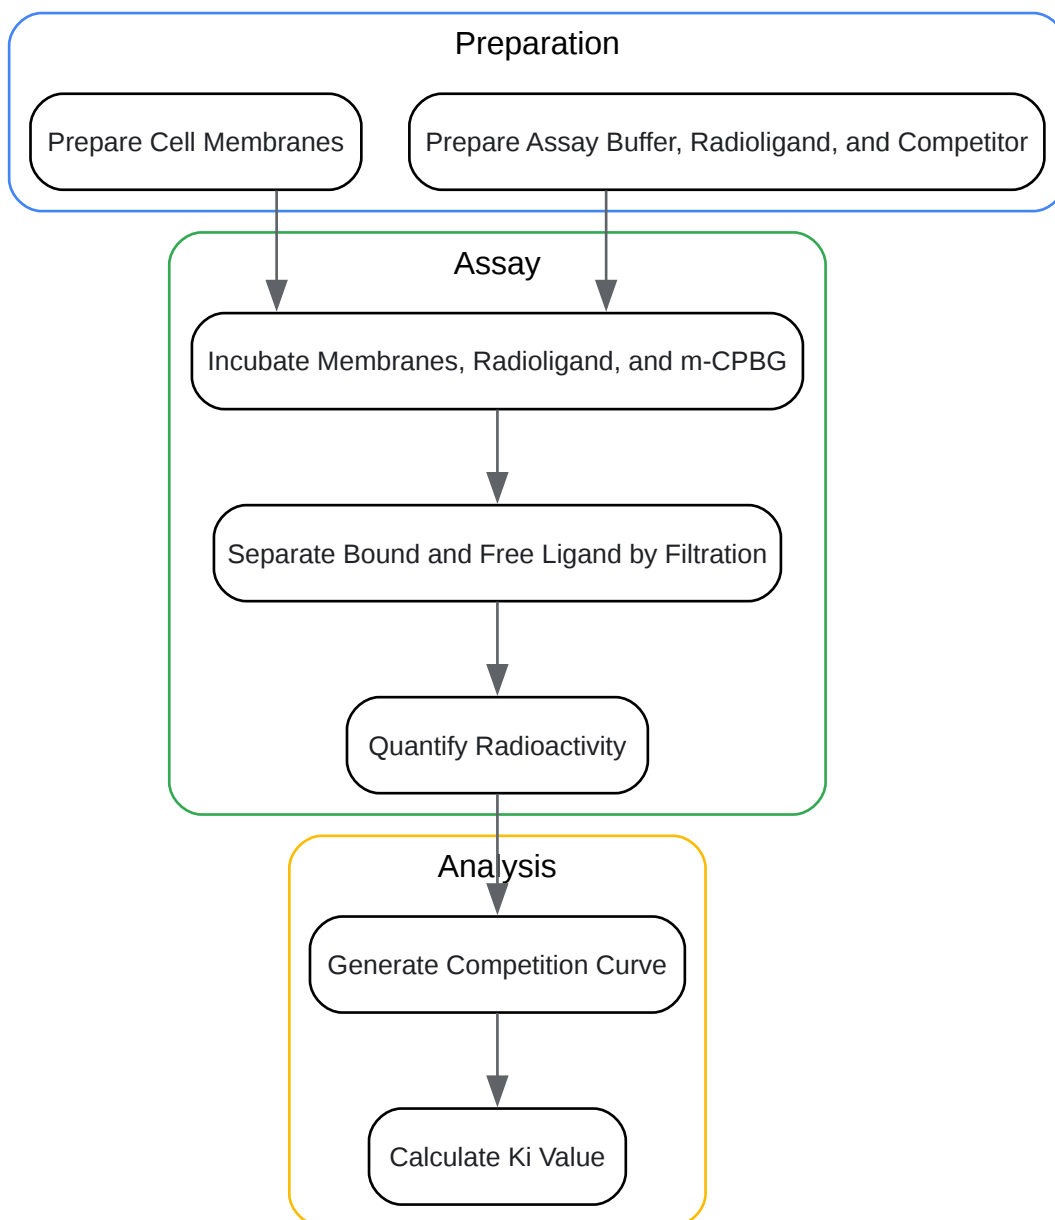 Preparation
Prepare Cell Membranes
Prepare Assay Buffer, Radioligand, and Competitor
Assay
Incubate Membranes, Radioligand, and m-CPBG
Separate Bound and Free Ligand by Filtration
Quantify Radioactivity
Analysis
Generate Competition Curve
Calculate Ki Value